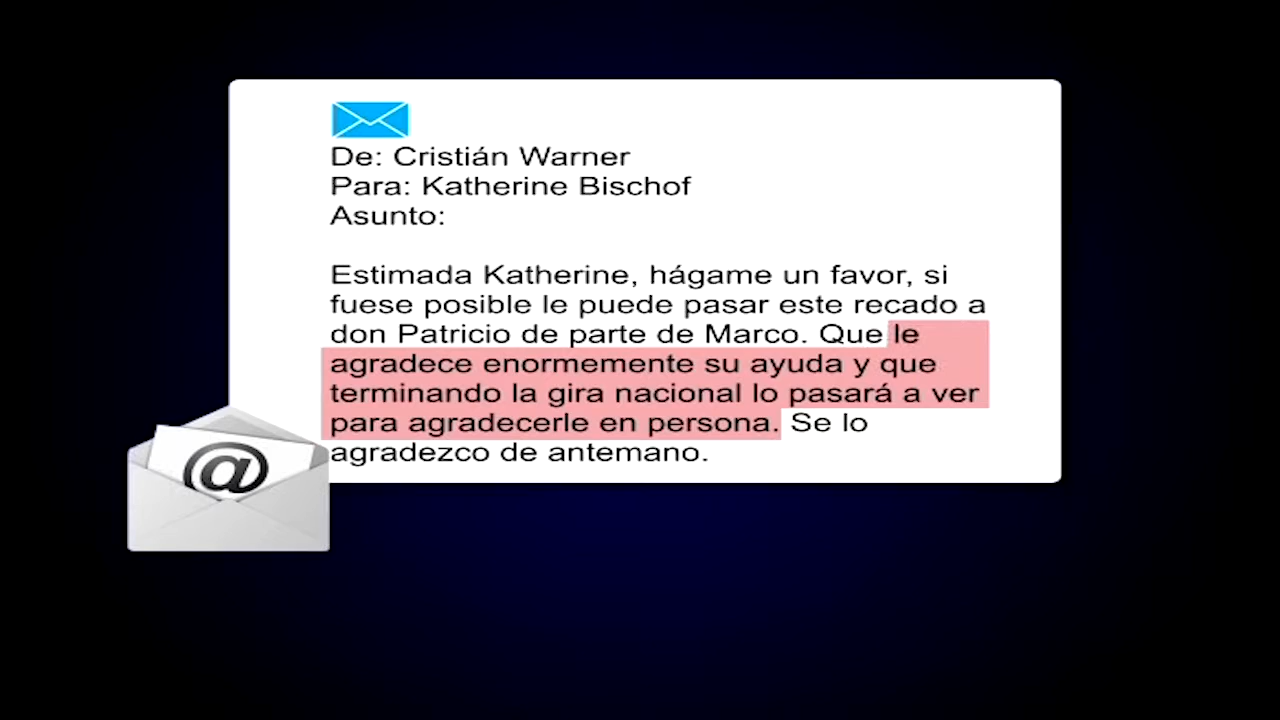 De: Cristián Warner
Para: Katherine Bischof
Asunto:
Estimada Katherine, hágame un favor, si
fuese posible le puede pasar este recado a
don Patricio de parte de Marco. Que le
agradece enormemente su ayuda y que
terminando la gira nacional lo pasará a ver
para agradecerle en persona. Se lo
agradezco de antemano.
@